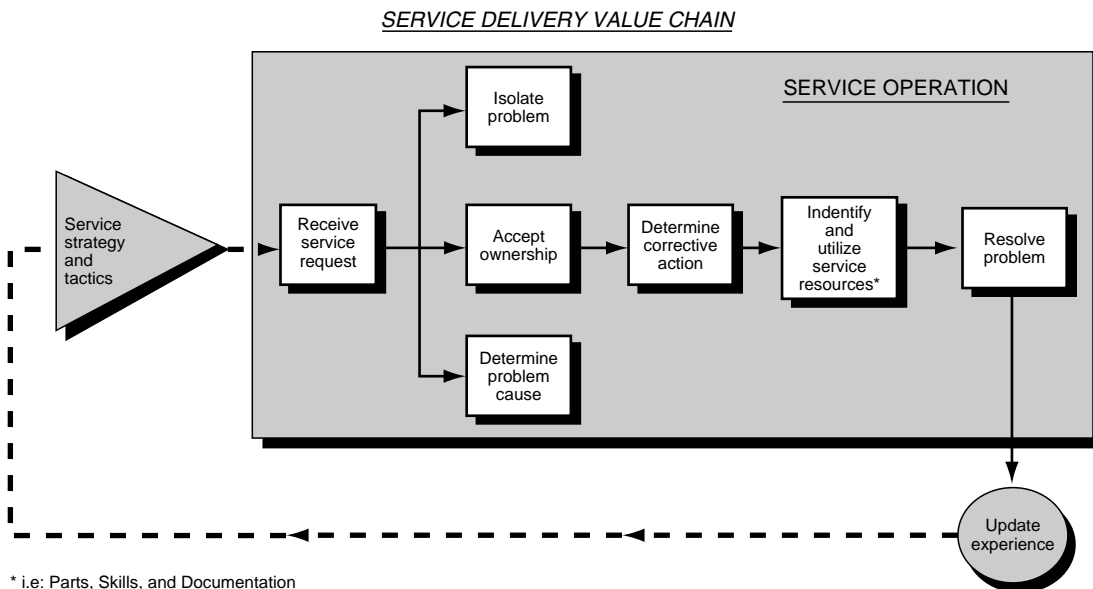 SERVICE DELIVERY VALUE CHAIN
SERVICE OPERATION
Isolate
problem
Service
strategy
and
tactics
Receive
service
request
Accept
ownership
Determine
corrective
action
Indentify
and
utilize
service
resources*
Resolve
problem
Determine
problem
cause
Update
experience
* i.e: Parts, Skills, and Documentation